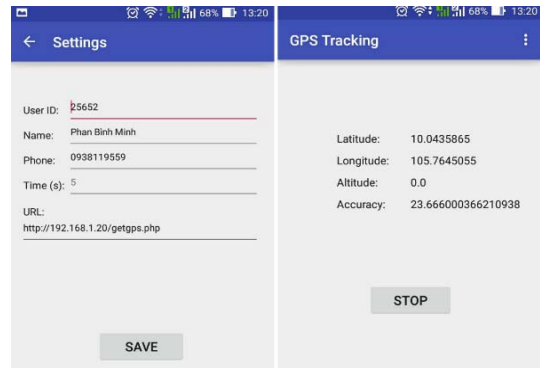 68% 13:20
← Settings
User ID: 25652
Name: Phan Bình Minh
Phone: 0938119559
Time (s): 5
URL:
http://192.168.1.20/getgps.php
SAVE
68% 13:20
GPS Tracking
Latitude: 10.0435865
Longitude: 105.7645055
Altitude: 0.0
Accuracy: 23.666000366210938
STOP